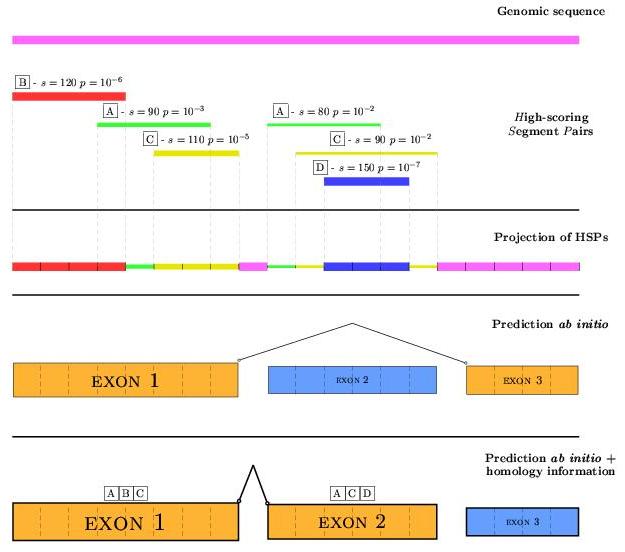 Genomic sequence
B - s = 120 p = 10⁻⁶
A - s = 90 p = 10⁻³
A - s = 80 p = 10⁻²
High-scoring
Segment Pairs
C - s = 110 p = 10⁻⁵
C - s = 90 p = 10⁻²
D - s = 150 p = 10⁻⁷
Projection of HSPs
Prediction ab initio
EXON 1
EXON 2
EXON 3
Prediction ab initio +
homology information
A B C
A C D
EXON 1
EXON 2
EXON 3